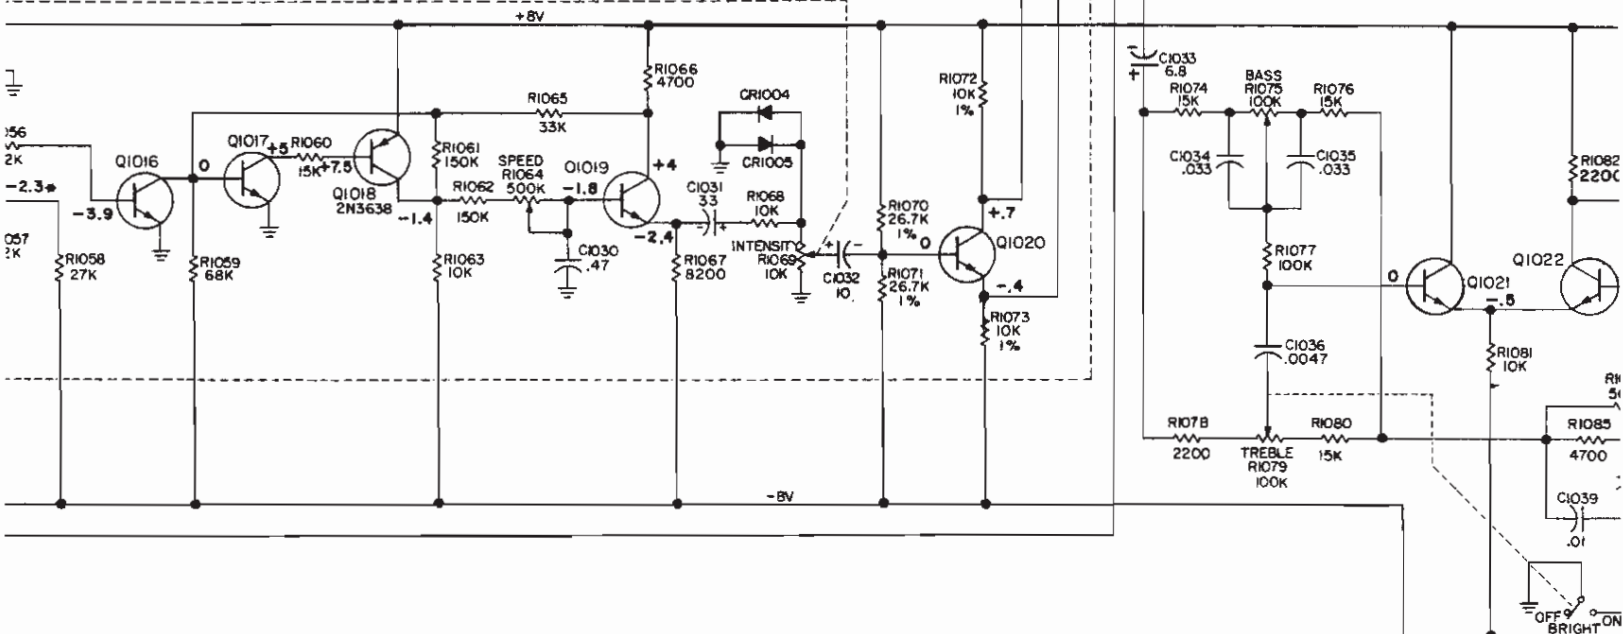 +8V
R1066
4700
R1065
33K
CR1004
CR1005
R1072
10K
1%
C1033
6.8
-
+
R1074
15K
BASS
R1075
100K
R1076
15K
2K
-2.3*
-3.9
Q1016
0
Q1017
+5
R1060
15K
+7.5
Q1018
2N3638
-1.4
R1061
150K
R1062
150K
SPEED
R1064
500K
-1.8
Q1019
+4
-2.4
C1031
33
- +
R1068
10K
C1034
.033
C1035
.033
R1082
2200
2K
R1058
27K
R1059
68K
R1063
10K
C1030
.47
R1067
8200
INTENSITY
R1069
10K
+ -
C1032
10
R1070
26.7K
1%
R1071
26.7K
1%
0
+.7
Q1020
-.4
R1073
10K
1%
R1077
100K
C1036
.0047
0
Q1021
-.5
Q1022
R1081
10K
R1078
2200
TREBLE
R1079
100K
R1080
15K
R1085
4700
C1039
.01
-8V
OFF
ON
BRIGHT